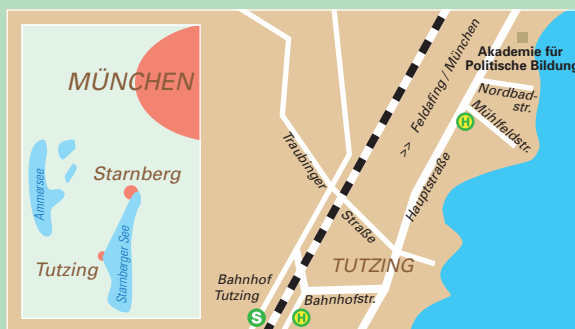 MÜNCHEN
Starnberg
Ammersee
Starnberger See
Tutzing
Akademie für
Politische Bildung
Nordbad-
str.
Mühlfeldstr.
H
>> Feldafing / München
Hauptstraße
Traubinger
Straße
TUTZING
Bahnhof
Tutzing
Bahnhofstr.
S
H